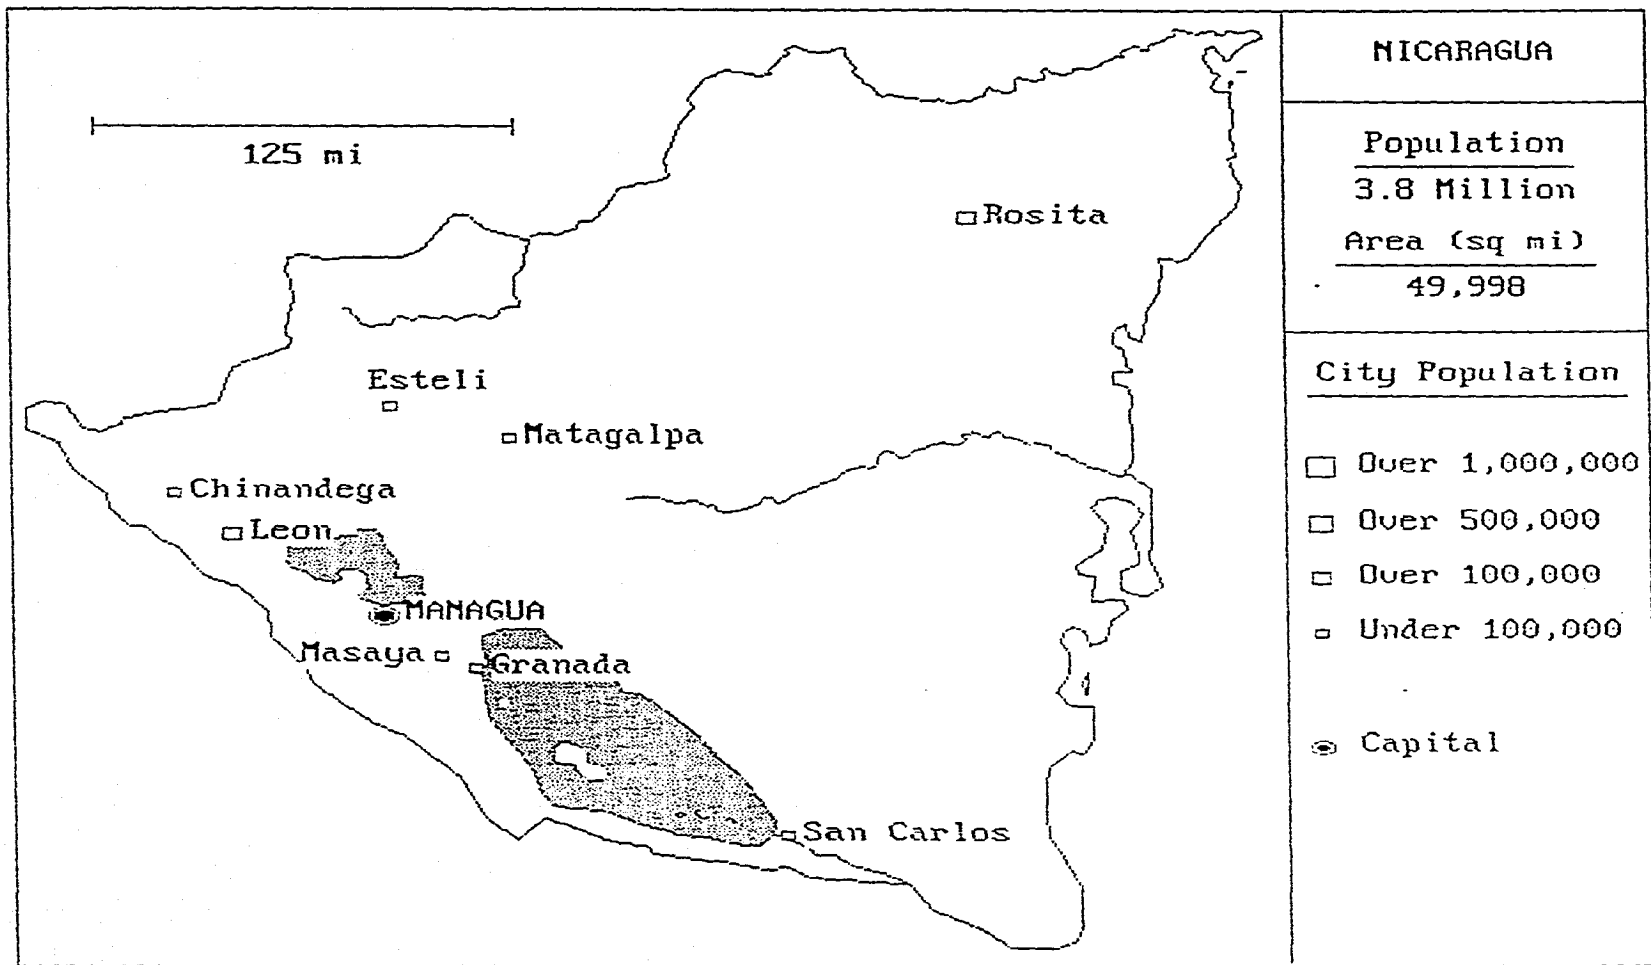 NICARAGUA
125 mi
Population
3.8 Million
Rosita
Area (sq mi)
49,998
Esteli
City Population
Matagalpa
Over 1,000,000
Chinandega
Over 500,000
Leon
Over 100,000
MANAGUA
Under 100,000
Masaya
Granada
Capital
San Carlos